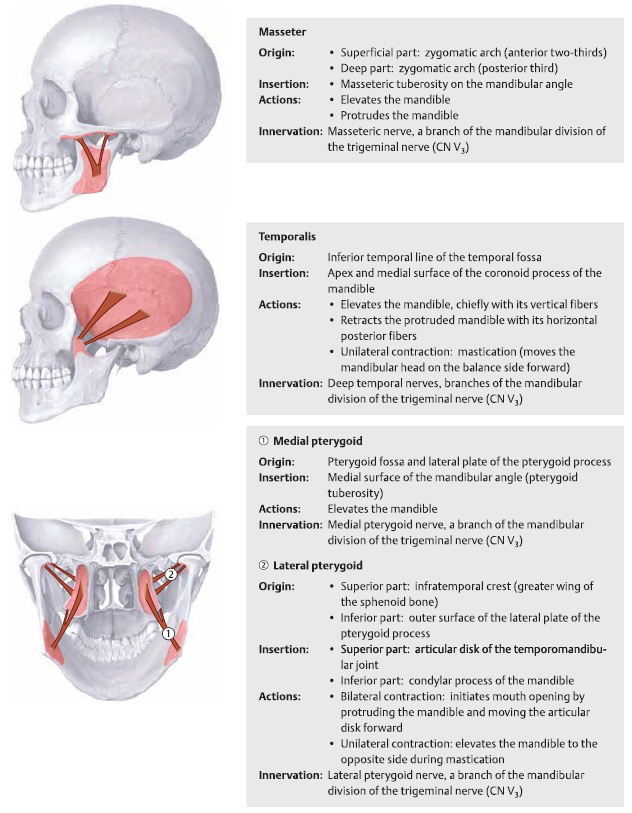 Masseter
Origin: • Superficial part: zygomatic arch (anterior two-thirds)
• Deep part: zygomatic arch (posterior third)
Insertion: • Masseteric tuberosity on the mandibular angle
Actions: • Elevates the mandible
• Protrudes the mandible
Innervation: Masseteric nerve, a branch of the mandibular division of
the trigeminal nerve (CN V₃)
Temporalis
Origin: Inferior temporal line of the temporal fossa
Insertion: Apex and medial surface of the coronoid process of the
mandible
Actions: • Elevates the mandible, chiefly with its vertical fibers
• Retracts the protruded mandible with its horizontal
posterior fibers
• Unilateral contraction: mastication (moves the
mandibular head on the balance side forward)
Innervation: Deep temporal nerves, branches of the mandibular
division of the trigeminal nerve (CN V₃)
① Medial pterygoid
Origin: Pterygoid fossa and lateral plate of the pterygoid process
Insertion: Medial surface of the mandibular angle (pterygoid
tuberosity)
Actions: Elevates the mandible
Innervation: Medial pterygoid nerve, a branch of the mandibular
division of the trigeminal nerve (CN V₃)
② Lateral pterygoid
Origin: • Superior part: infratemporal crest (greater wing of
the sphenoid bone)
• Inferior part: outer surface of the lateral plate of the
pterygoid process
Insertion: • Superior part: articular disk of the temporomandibu-
lar joint
• Inferior part: condylar process of the mandible
Actions: • Bilateral contraction: initiates mouth opening by
protruding the mandible and moving the articular
disk forward
• Unilateral contraction: elevates the mandible to the
opposite side during mastication
Innervation: Lateral pterygoid nerve, a branch of the mandibular
division of the trigeminal nerve (CN V₃)
②
①